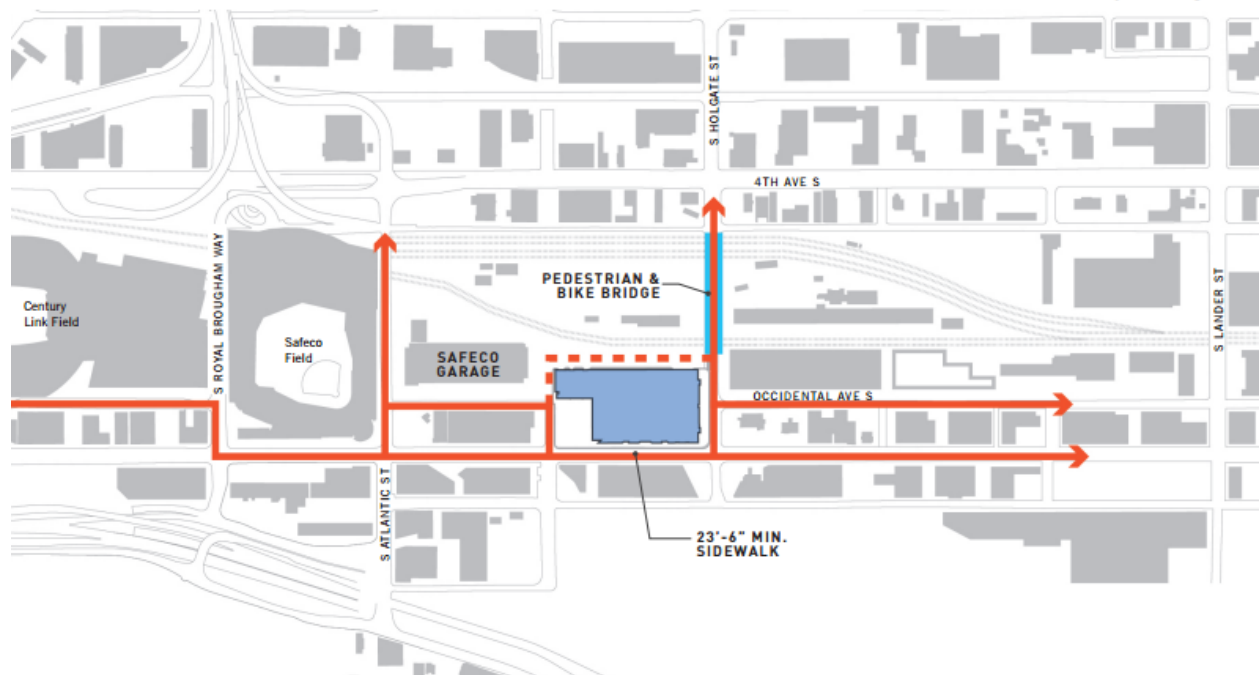 S HOLGATE ST
4TH AVE S
S ROYAL BROUGHAM WAY
PEDESTRIAN &
BIKE BRIDGE
Century
Link Field
S LANDER ST
Safeco
Field
SAFECO
GARAGE
OCCIDENTAL AVE S
S ATLANTIC ST
23'-6" MIN.
SIDEWALK